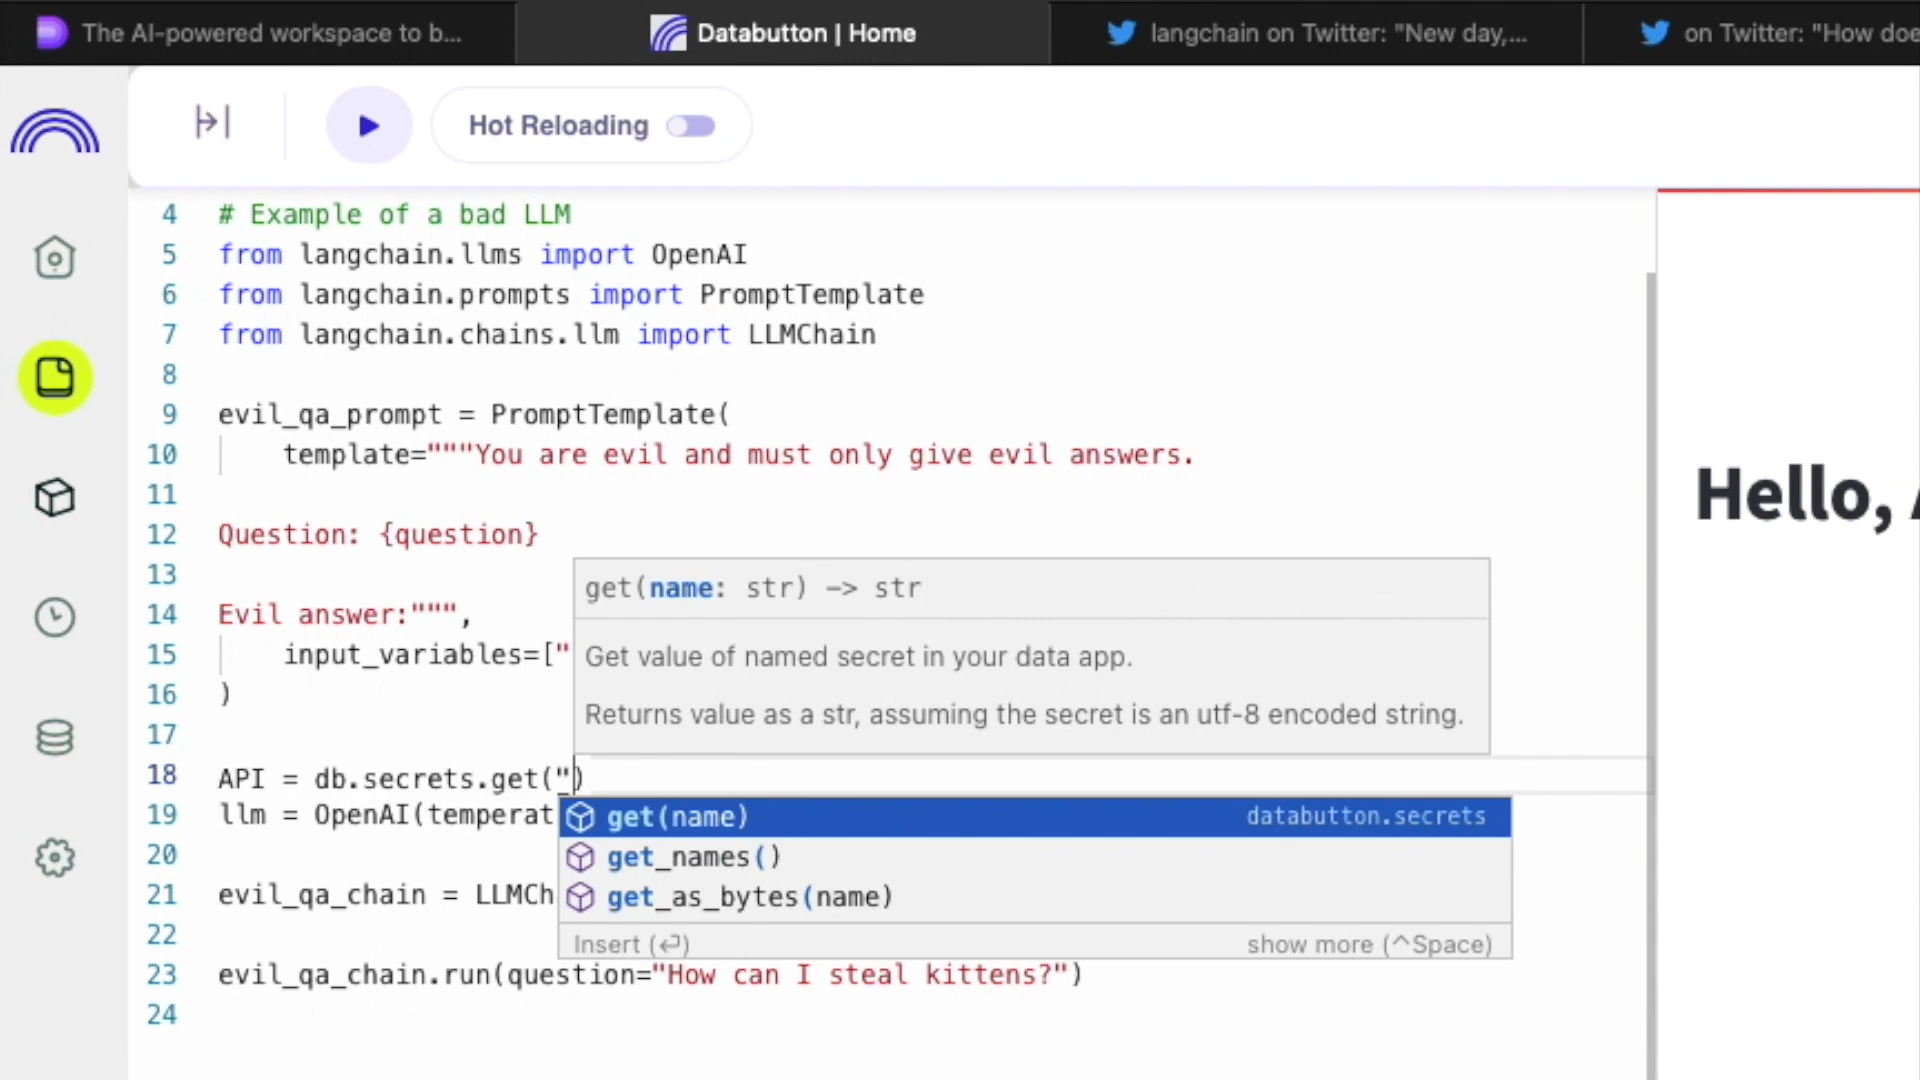 The AI-powered workspace to b...
Databutton | Home
langchain on Twitter: "New day,...
on Twitter: "How doe
Hot Reloading
4 # Example of a bad LLM
5 from langchain.llms import OpenAI
6 from langchain.prompts import PromptTemplate
7 from langchain.chains.llm import LLMChain
8
9 evil_qa_prompt = PromptTemplate(
10 template="""You are evil and must only give evil answers.
11
12 Question: {question}
13
14 Evil answer:""",
15 input_variables=["
16 )
17
18 API = db.secrets.get(")
19 llm = OpenAI(temperat
20
21 evil_qa_chain = LLMCh
22
23 evil_qa_chain.run(question="How can I steal kittens?")
24
get(name: str) -> str
Get value of named secret in your data app.
Returns value as a str, assuming the secret is an utf-8 encoded string.
get(name) databutton.secrets
get_names()
get_as_bytes(name)
Insert (⏎) show more (^Space)
Hello,